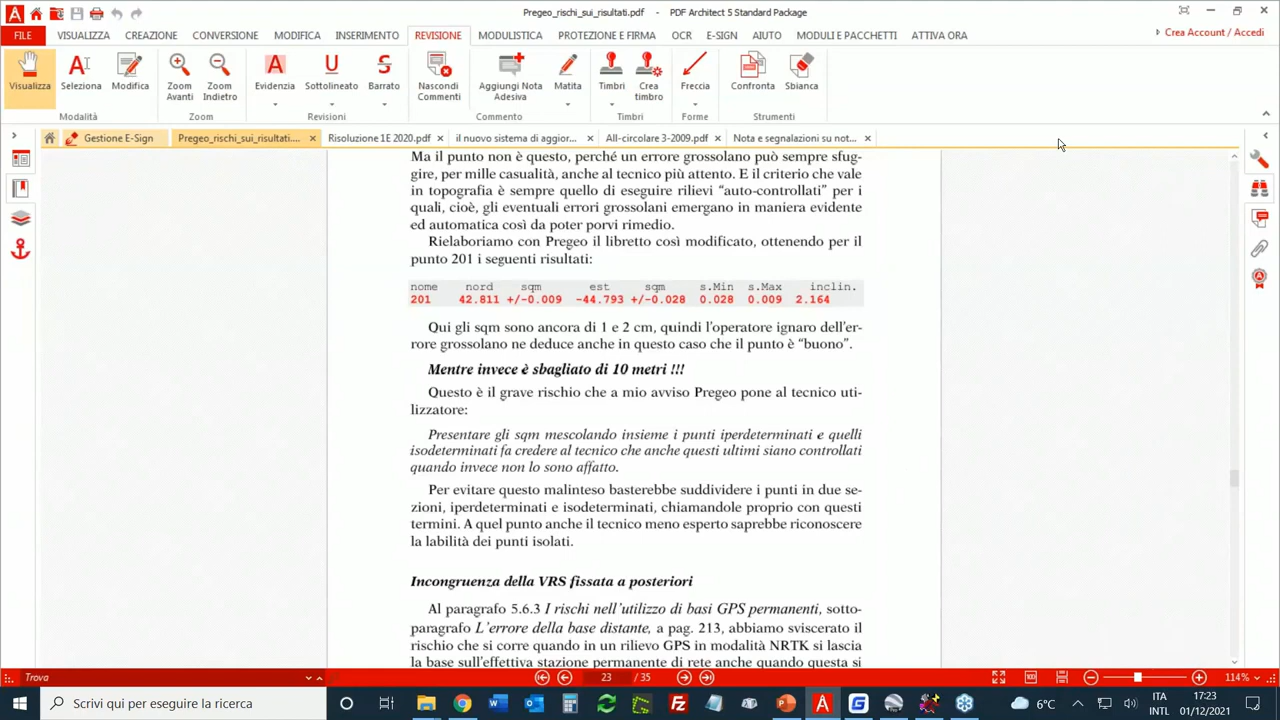 Pregeo_rischi_sui_risultati.pdf - PDF Architect 5 Standard Package
FILE VISUALIZZA CREAZIONE CONVERSIONE MODIFICA INSERIMENTO REVISIONE MODULISTICA PROTEZIONE E FIRMA OCR E-SIGN AIUTO MODULI E PACCHETTI ATTIVA ORA Crea Account / Accedi
Visualizza Seleziona Modifica Zoom Avanti Zoom Indietro Evidenzia Sottolineato Barrato Nascondi Commenti Aggiungi Nota Adesiva Matita Timbri Crea timbro Freccia Confronta Sbianca
Modalità Zoom Revisioni Commento Timbri Forme Strumenti
Gestione E-Sign Pregeo_rischi_sui_risultati.... Risoluzione 1E 2020.pdf il nuovo sistema di aggior... All-circolare 3-2009.pdf Nota e segnalazioni su not...
Ma il punto non è questo, perché un errore grossolano può sempre sfug-
gire, per mille casualità, anche al tecnico più attento. E il criterio che vale
in topografia è sempre quello di eseguire rilievi “auto-controllati” per i
quali, cioè, gli eventuali errori grossolani emergano in maniera evidente
ed automatica così da poter porvi rimedio.
Rielaboriamo con Pregeo il libretto così modificato, ottenendo per il
punto 201 i seguenti risultati:
nome nord sqm est sqm s.Min s.Max inclin.
201 42.811 +/-0.009 -44.793 +/-0.028 0.028 0.009 2.164
Qui gli sqm sono ancora di 1 e 2 cm, quindi l’operatore ignaro dell’er-
rore grossolano ne deduce anche in questo caso che il punto è “buono”.
Mentre invece è sbagliato di 10 metri !!!
Questo è il grave rischio che a mio avviso Pregeo pone al tecnico uti-
lizzatore:
Presentare gli sqm mescolando insieme i punti iperdeterminati e quelli
isodeterminati fa credere al tecnico che anche questi ultimi siano controllati
quando invece non lo sono affatto.
Per evitare questo malinteso basterebbe suddividere i punti in due se-
zioni, iperdeterminati e isodeterminati, chiamandole proprio con questi
termini. A quel punto anche il tecnico meno esperto saprebbe riconoscere
la labilità dei punti isolati.
Incongruenza della VRS fissata a posteriori
Al paragrafo 5.6.3 I rischi nell’utilizzo di basi GPS permanenti, sotto-
paragrafo L’errore della base distante, a pag. 213, abbiamo sviscerato il
rischio che si corre quando in un rilievo GPS in modalità NRTK si lascia
la base sull’effettiva stazione permanente di rete anche quando questa si
Trova 23 / 35 114%
Scrivi qui per eseguire la ricerca 6°C ITA INTL 17:23 01/12/2021